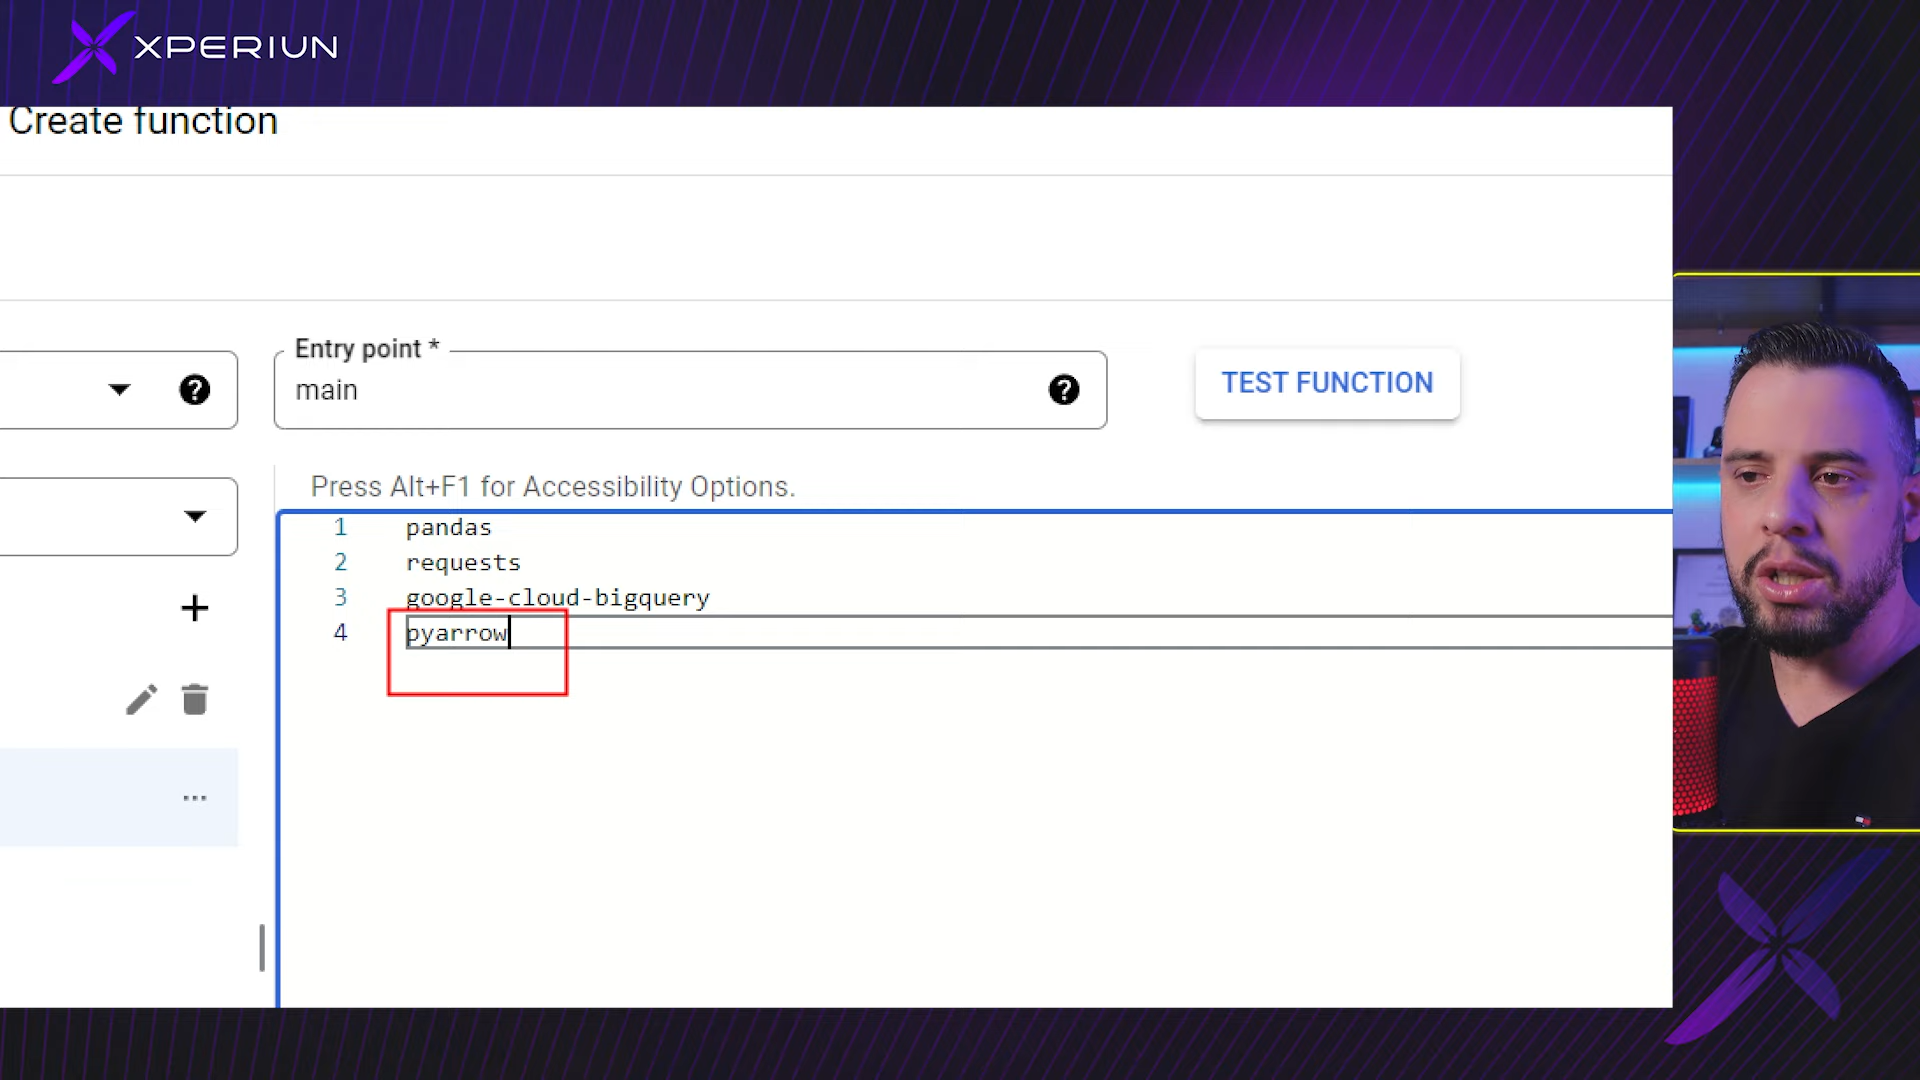 XPERIUN
Create function
Entry point *
main
TEST FUNCTION
Press Alt+F1 for Accessibility Options.
1 pandas
2 requests
3 google-cloud-bigquery
4 pyarrow